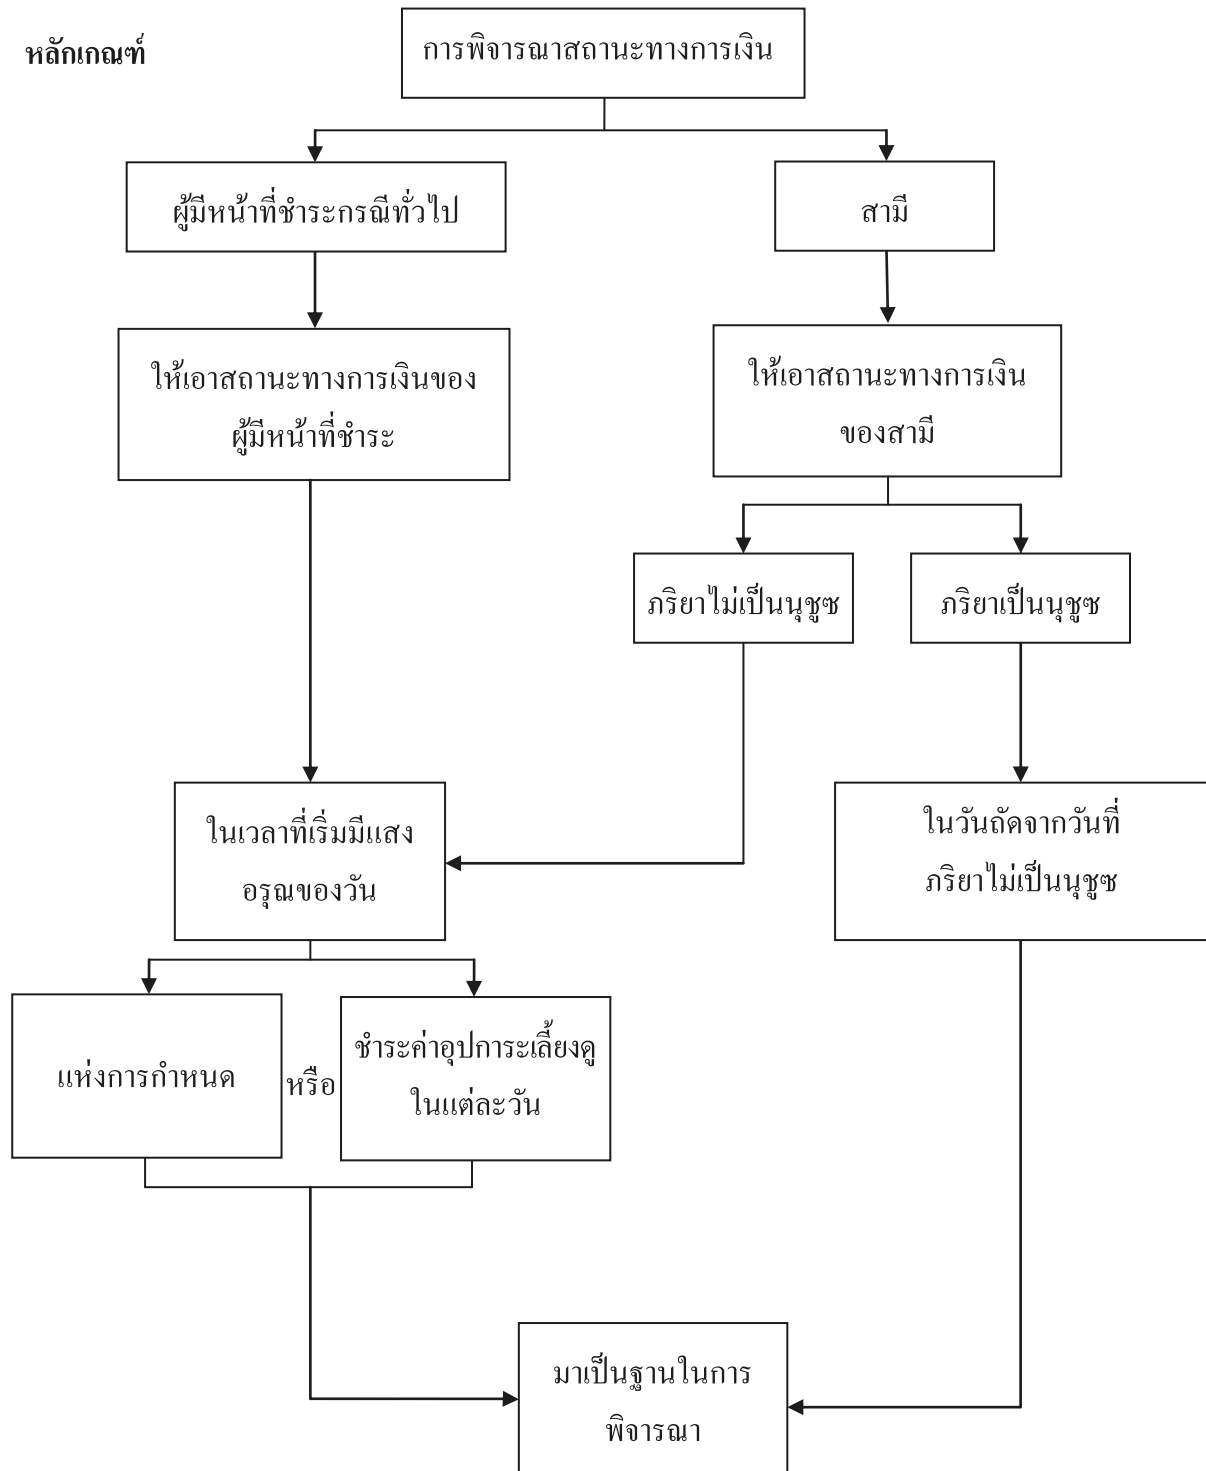 หลักเกณฑ์
การพิจารณาสถานะทางการเงิน
ผู้มีหน้าที่ชำระกรณีทั่วไป
สามี
ให้เอาสถานะทางการเงินของ
ผู้มีหน้าที่ชำระ
ให้เอาสถานะทางการเงิน
ของสามี
ภริยาไม่เป็นนุชูซ
ภริยาเป็นนุชูซ
ในเวลาที่เริ่มมีแสง
อรุณของวัน
ในวันถัดจากวันที่
ภริยาไม่เป็นนุชูซ
แห่งการกำหนด
หรือ
ชำระค่าอุปการะเลี้ยงดู
ในแต่ละวัน
มาเป็นฐานในการ
พิจารณา